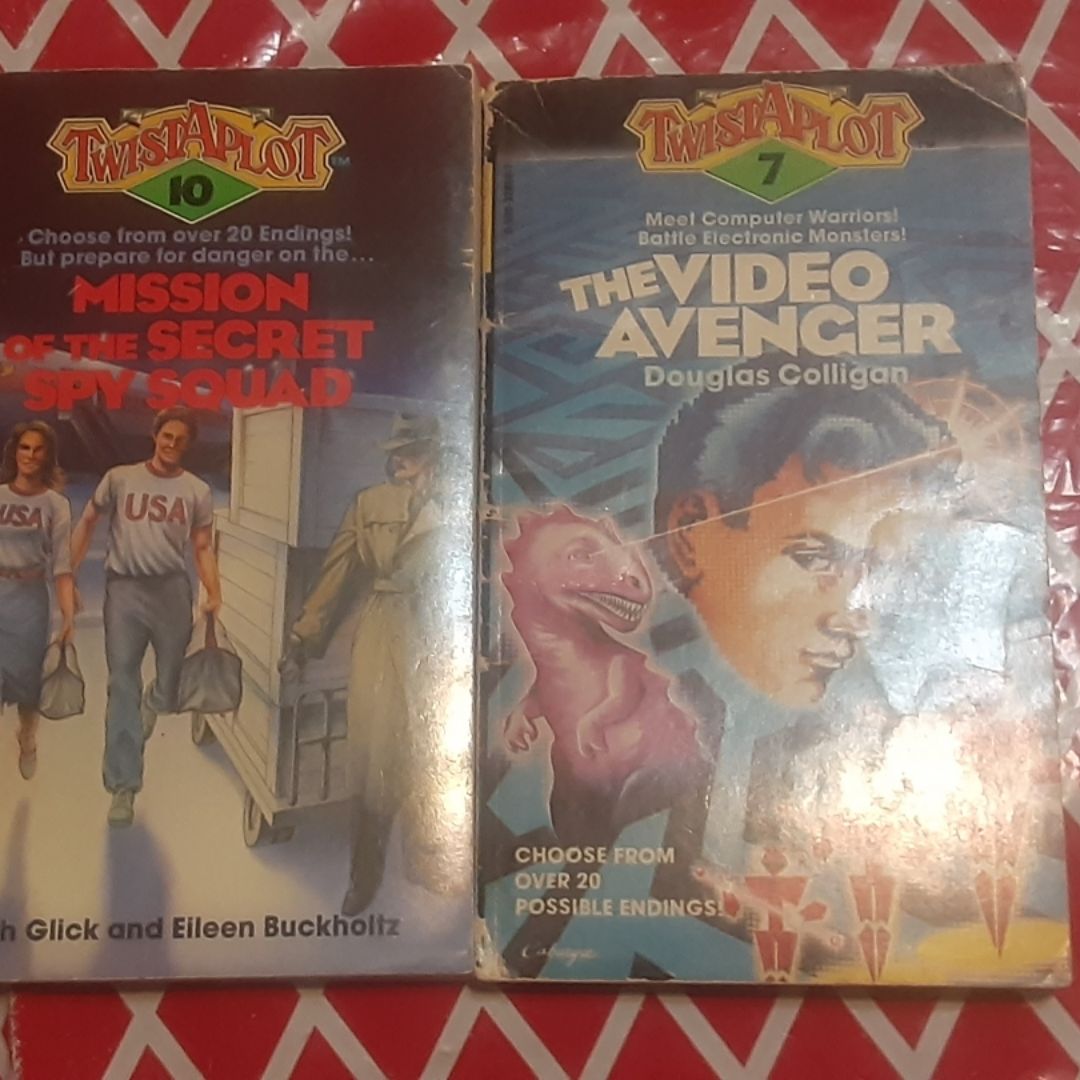 TWISTAPLOT™
10
Choose from over 20 Endings!
But prepare for danger on the...
MISSION
OF THE SECRET
SPY SQUAD
USA
USA
h Glick and Eileen Buckholtz
TWISTAPLOT
7
Meet Computer Warriors!
Battle Electronic Monsters!
THE VIDEO
AVENGER
Douglas Colligan
CHOOSE FROM
OVER 20
POSSIBLE ENDINGS!